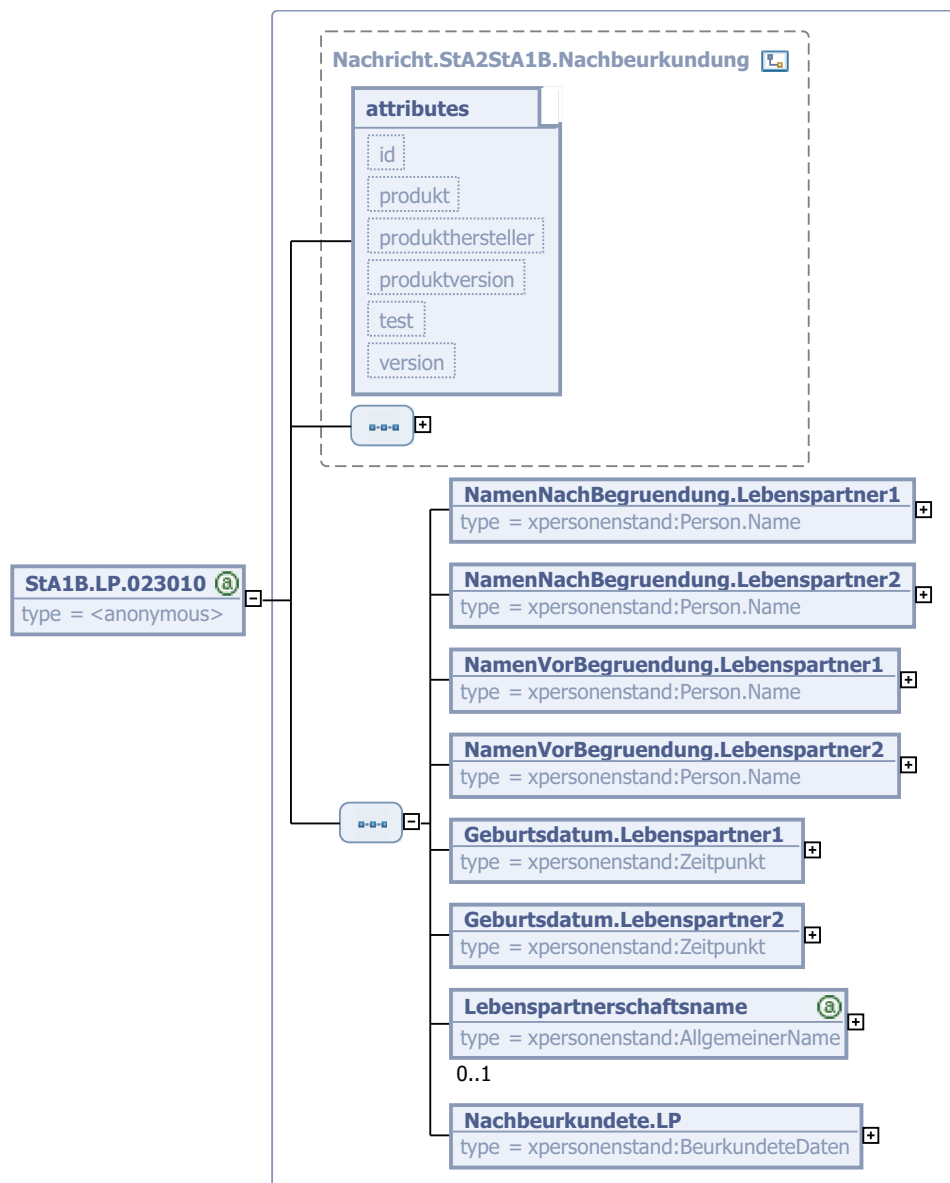 Nachricht.StA2StA1B.Nachbeurkundung
attributes
id
produkt
produkthersteller
produktversion
test
version
NamenNachBegruendung.Lebenspartner1
type = xpersonenstand:Person.Name
StA1B.LP.023010
type = <anonymous>
NamenNachBegruendung.Lebenspartner2
type = xpersonenstand:Person.Name
NamenVorBegruendung.Lebenspartner1
type = xpersonenstand:Person.Name
NamenVorBegruendung.Lebenspartner2
type = xpersonenstand:Person.Name
Geburtsdatum.Lebenspartner1
type = xpersonenstand:Zeitpunkt
Geburtsdatum.Lebenspartner2
type = xpersonenstand:Zeitpunkt
Lebenspartnerschaftsname
type = xpersonenstand:AllgemeinerName
0..1
Nachbeurkundete.LP
type = xpersonenstand:BeurkundeteDaten